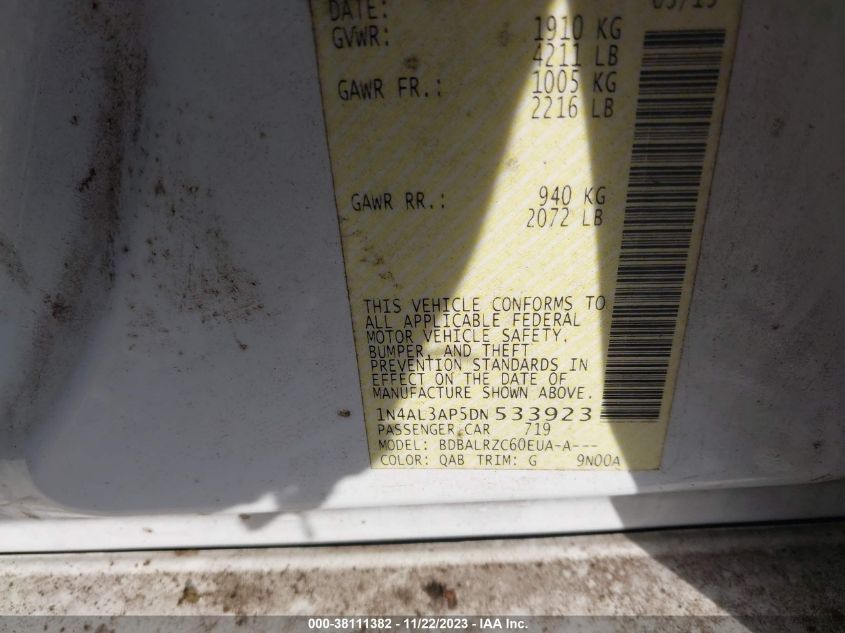 DATE:
GVWR: 1910 KG
4211 LB
GAWR FR.: 1005 KG
2216 LB
GAWR RR.: 940 KG
2072 LB
THIS VEHICLE CONFORMS TO
ALL APPLICABLE FEDERAL
MOTOR VEHICLE SAFETY,
BUMPER, AND THEFT
PREVENTION STANDARDS IN
EFFECT ON THE DATE OF
MANUFACTURE SHOWN ABOVE.
1N4AL3AP5DN 533923
PASSENGER CAR 719
MODEL: BDBALRZC60EUA-A---
COLOR: QAB TRIM: G 9N00A
000-38111382 - 11/22/2023 - IAA Inc.